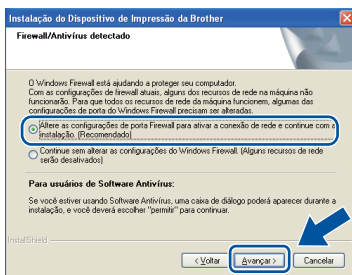 Instalação do Dispositivo de Impressão da Brother
Firewall/Antivírus detectado
O Windows Firewall está ajudando a proteger seu computador.
Com as configurações de firewall atuais, alguns dos recursos de rede na máquina não
funcionarão. Para que todos os recursos de rede da máquina funcionem, algumas das
configurações de porta do Windows Firewall precisam ser alteradas.
Altere as configurações de porta Firewall para ativar a conexão de rede e continue com a
instalação. (Recomendado)
Continue sem alterar as configurações do Windows Firewall. (Alguns recursos de rede
serão desativados)
Para usuários de Software Antivírus:
Se você estiver usando Software Antivírus, uma caixa de diálogo poderá aparecer durante a
instalação, e você deverá escolher "permitir" para continuar.
InstallShield
< Voltar
Avançar >
Cancelar